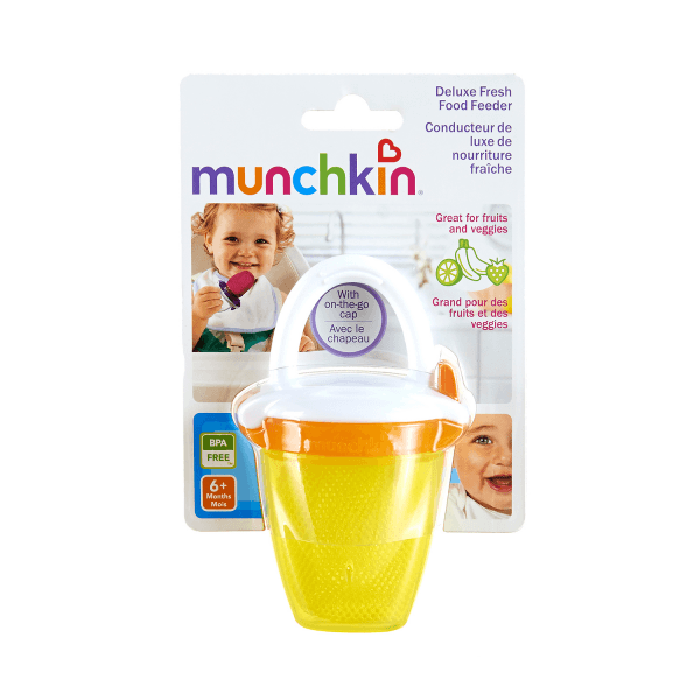 Deluxe Fresh
Food Feeder
Conducteur de
luxe de
nourriture
fraîche
munchkin®
Great for fruits
and veggies
With
on-the-go
cap
Avec le
chapeau
Grand pour des
fruits et des
veggies
BPA
FREE™
6+
Months
Mois